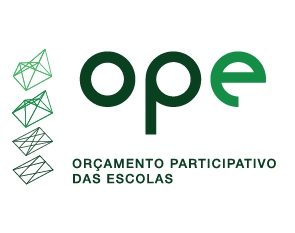 ope
ORÇAMENTO PARTICIPATIVO
DAS ESCOLAS